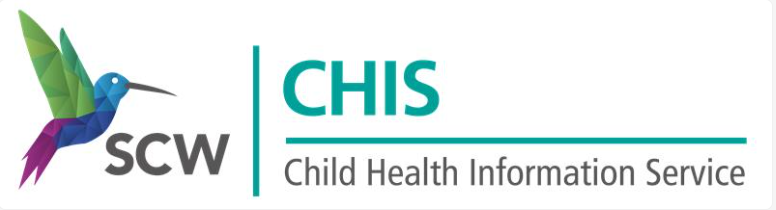 SCW
CHIS
Child Health Information Service